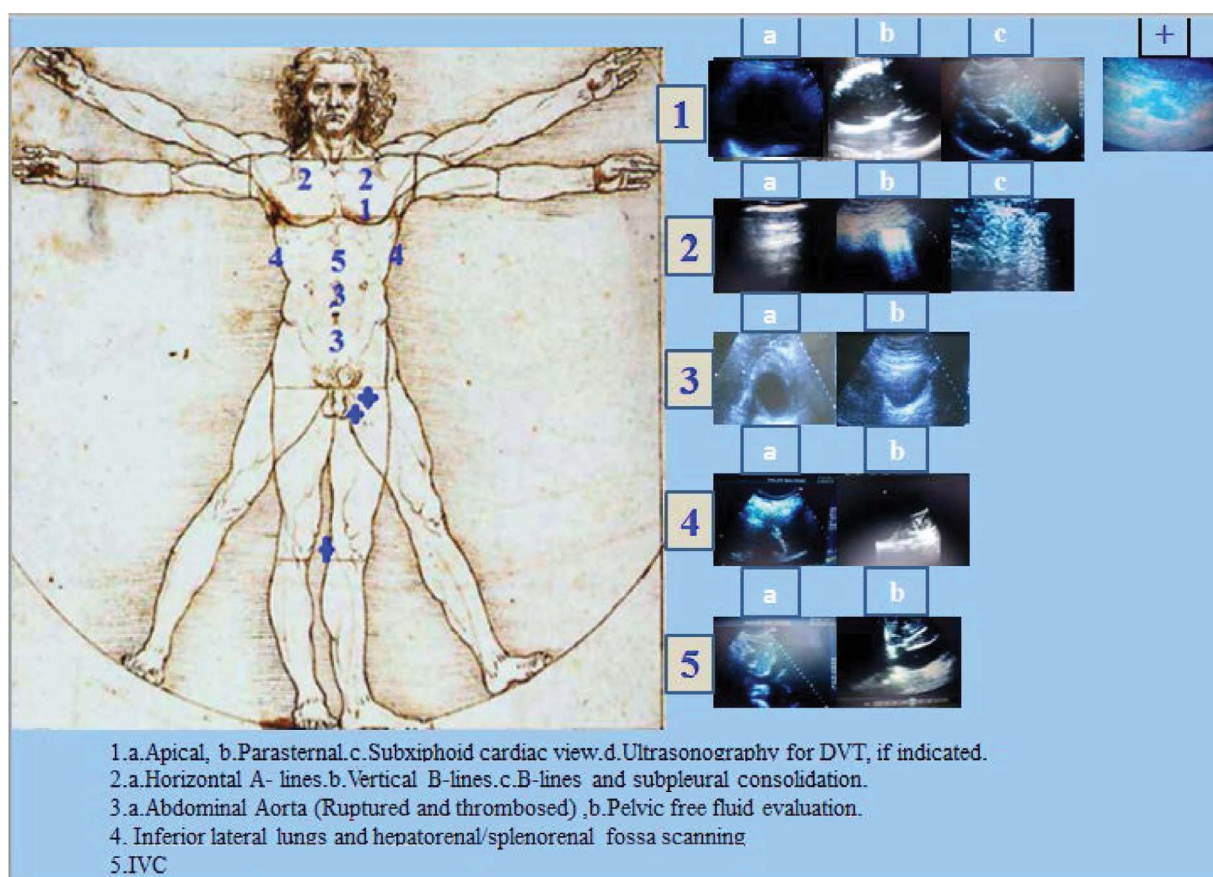 a b c +
1
a b c
2
a b
3
a b
4
a b
5
2 2
1
4 5 4
3
3
1.a.Apical, b.Parasternal.c.Subxiphoid cardiac view.d.Ultrasonography for DVT, if indicated.
2.a.Horizontal A- lines.b.Vertical B-lines.c.B-lines and subpleural consolidation.
3.a.Abdominal Aorta (Ruptured and thrombosed) ,b.Pelvic free fluid evaluation.
4. Inferior lateral lungs and hepatorenal/splenorenal fossa scanning
5.IVC